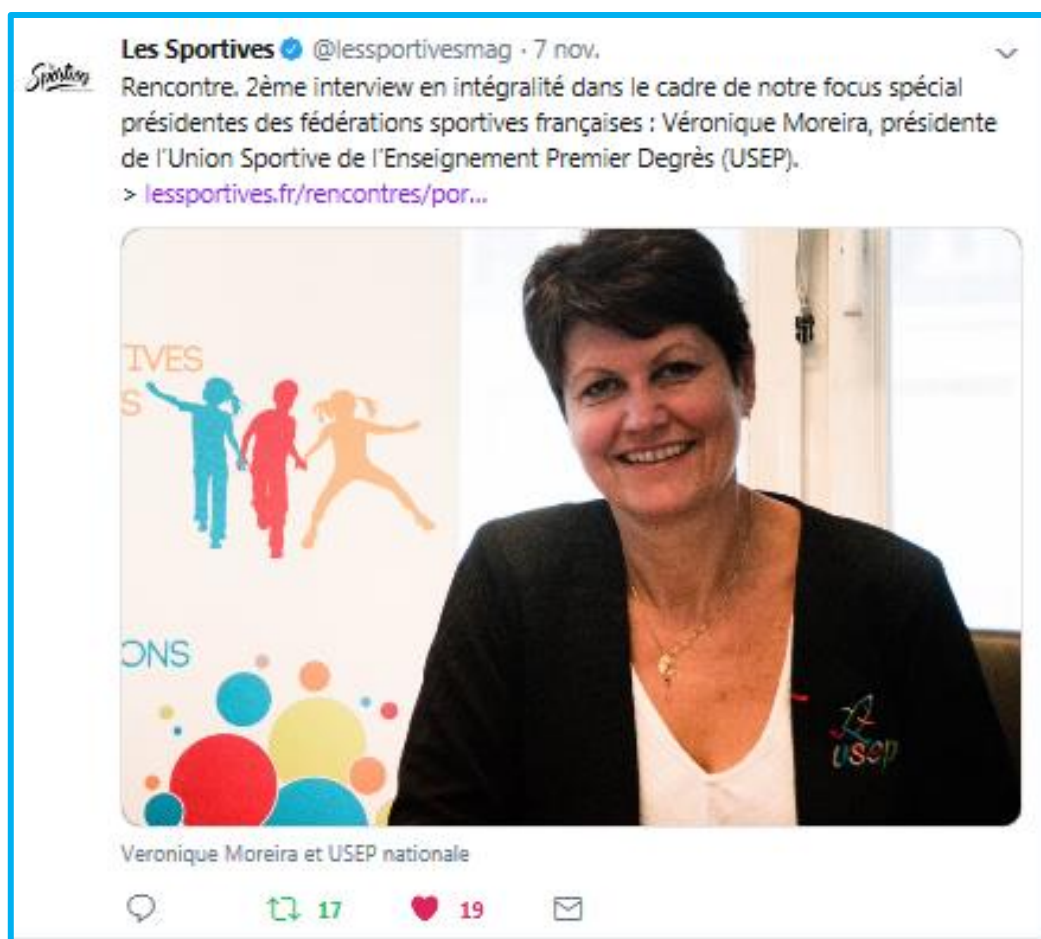 Les Sportives @lessportivesmag · 7 nov.
Sportives
Rencontre. 2ème interview en intégralité dans le cadre de notre focus spécial
présidentes des fédérations sportives françaises : Véronique Moreira, présidente
de l'Union Sportive de l'Enseignement Premier Degrès (USEP).
> lessportives.fr/rencontres/por...
TIVES
S
ONS
usep
Veronique Moreira et USEP nationale
17 19